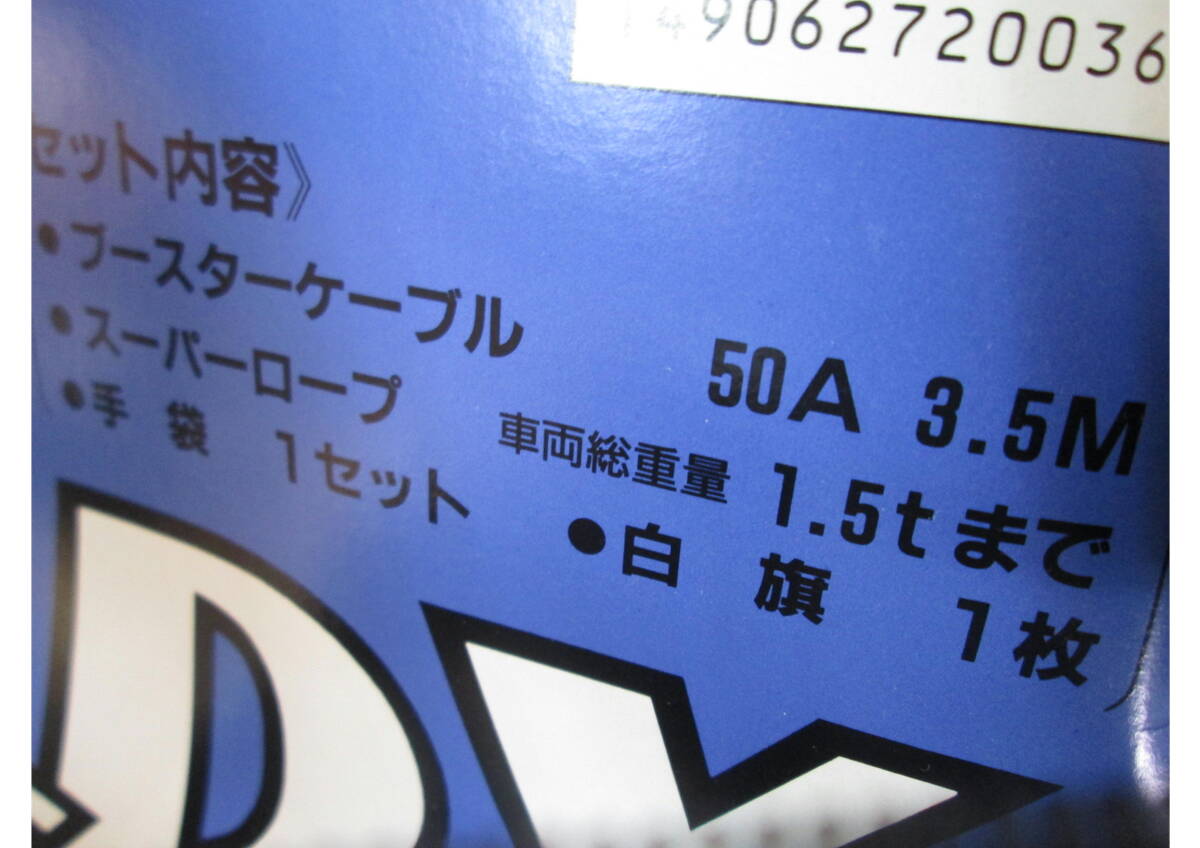 49062720036
セット内容》
•ブースターケーブル 50A 3.5M
•スーパーロープ 車両総重量 1.5tまで
•手袋 1セット •白旗 1枚
DX